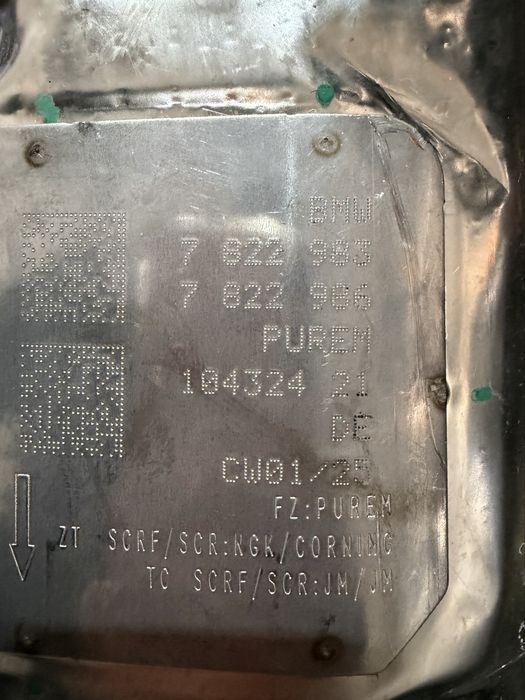 BMW
7 822 983
7 822 986
PUREM
104324 21
DE
CW01/25
FZ:PUREM
ZT SCRF/SCR:NGK/CORNING
TC SCRF/SCR:JM/JM